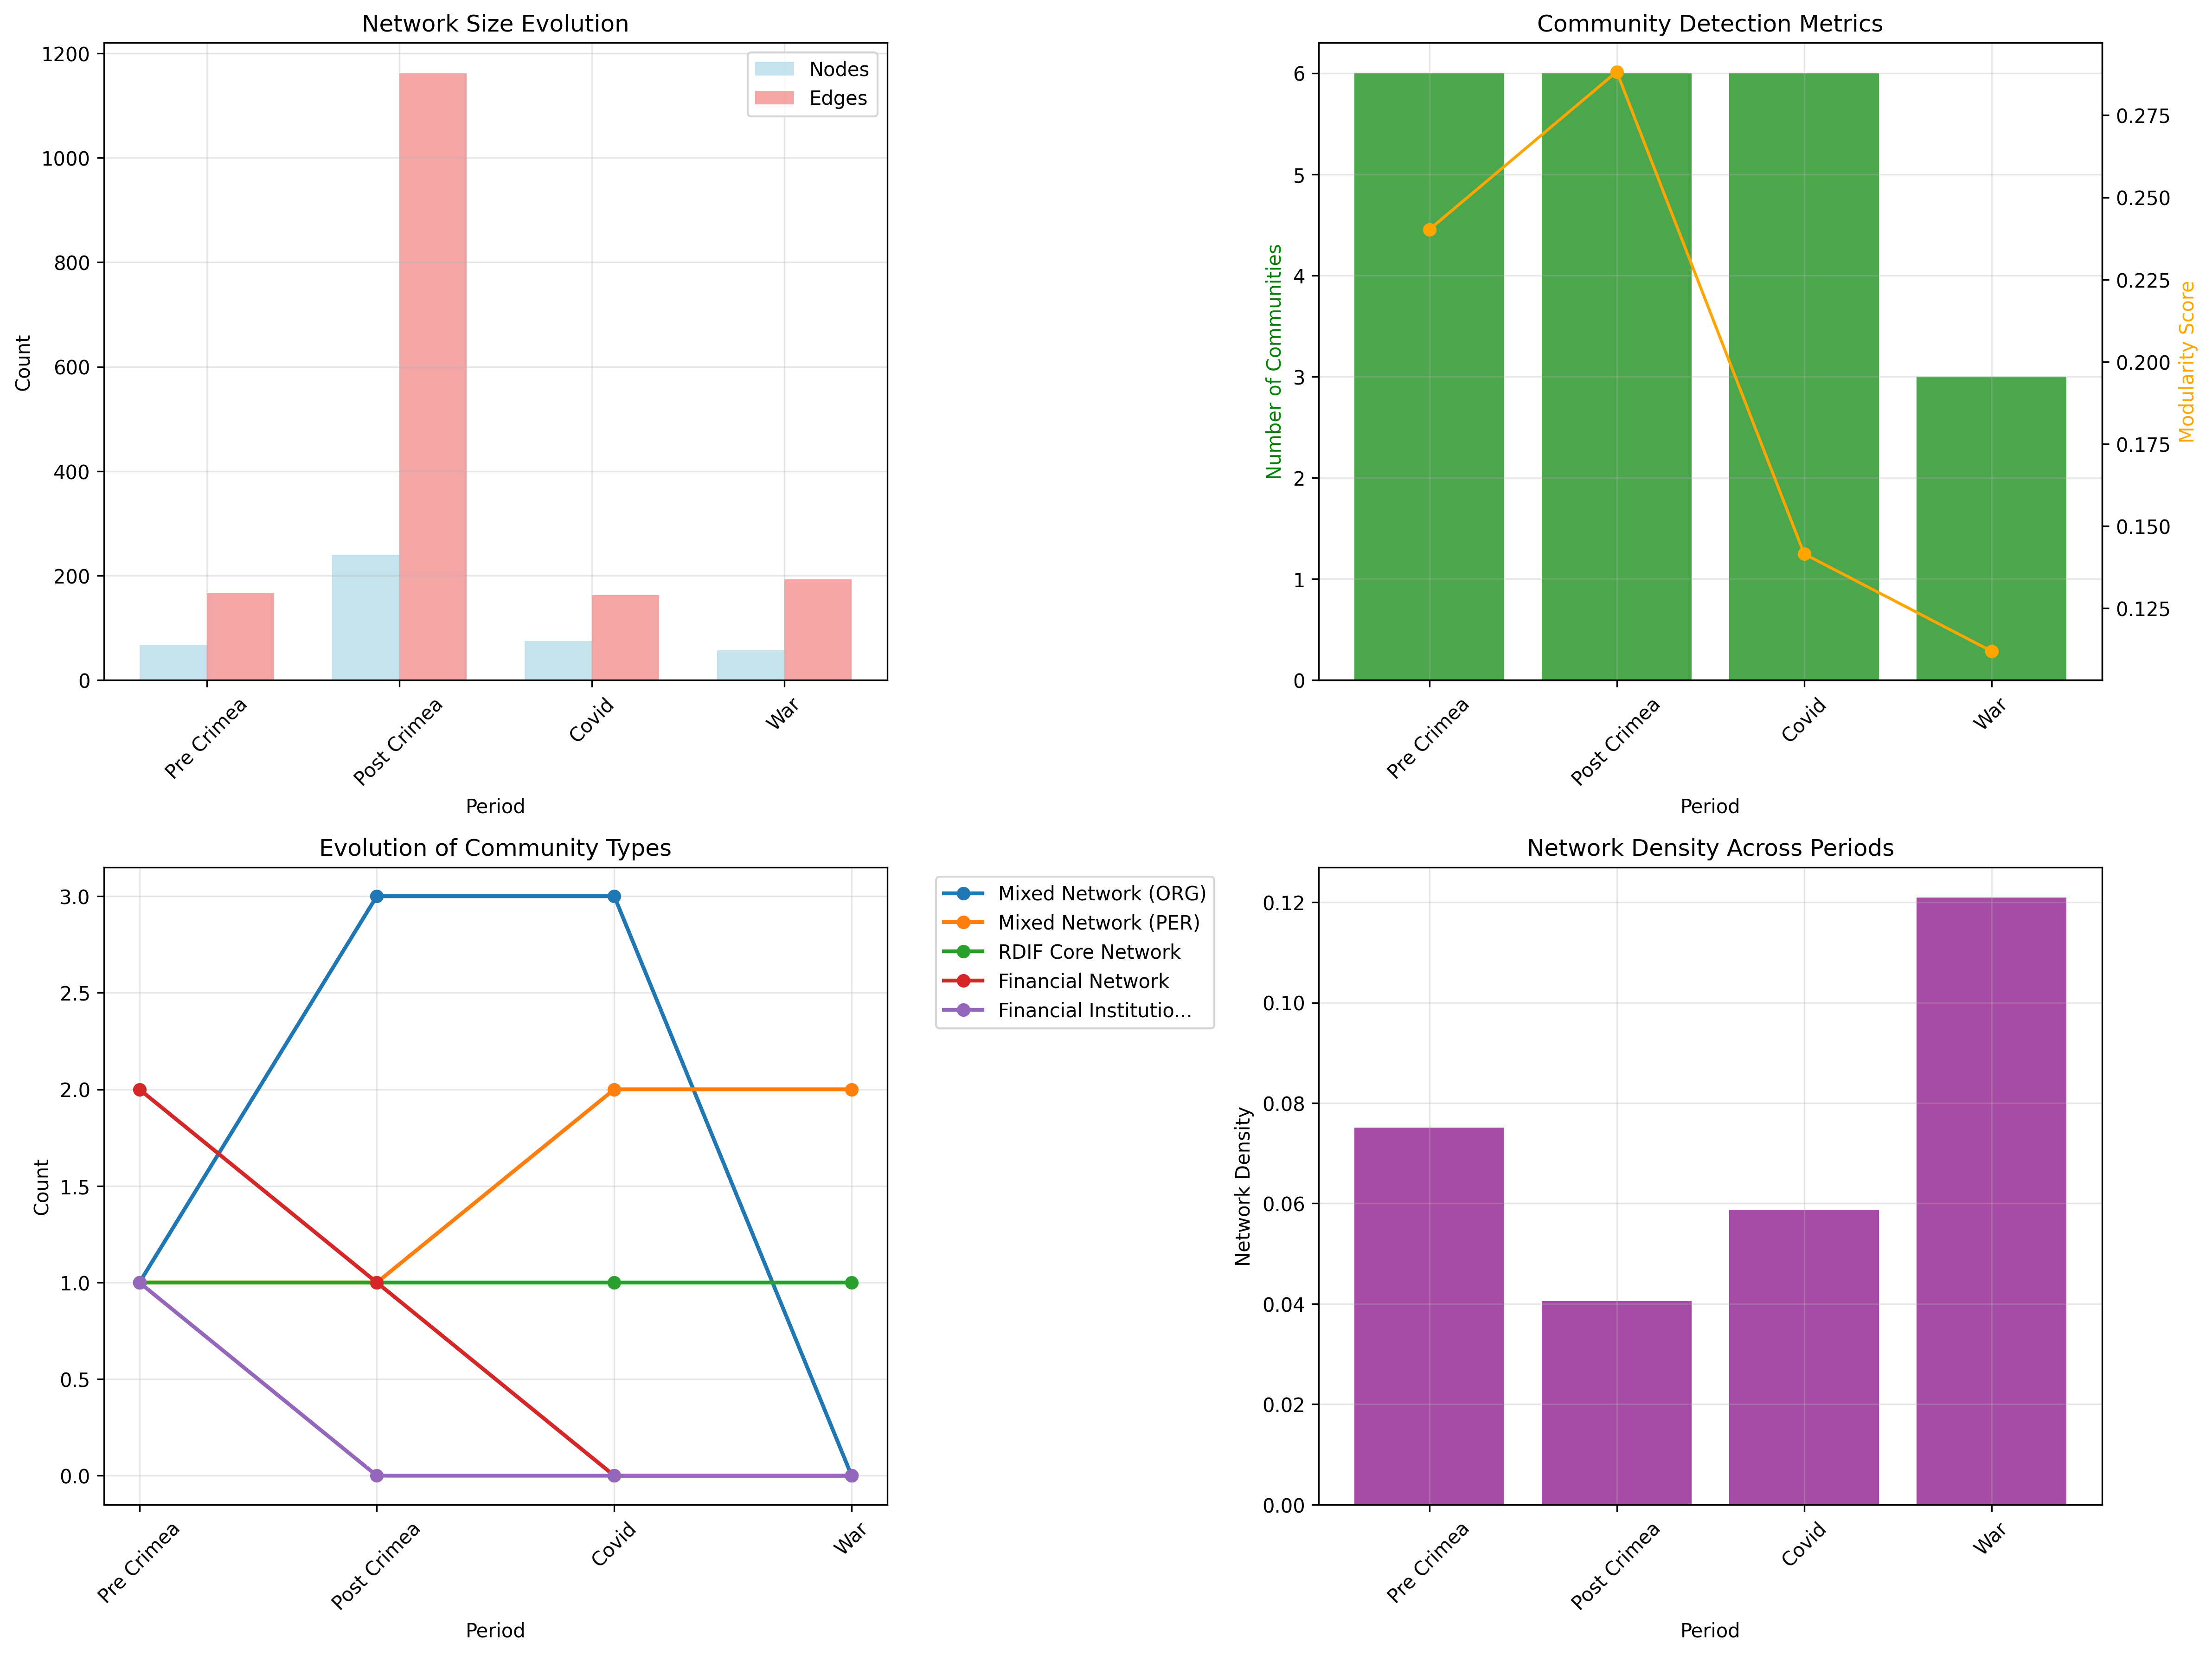 Network Size Evolution
1200
1000
800
600
400
200
0
Count
Nodes
Edges
Pre Crimea
Post Crimea
Covid
War
Period
Community Detection Metrics
6
5
4
3
2
1
0
Number of Communities
0.275
0.250
0.225
0.200
0.175
0.150
0.125
Modularity Score
Pre Crimea
Post Crimea
Covid
War
Period
Evolution of Community Types
3.0
2.5
2.0
1.5
1.0
0.5
0.0
Count
Mixed Network (ORG)
Mixed Network (PER)
RDIF Core Network
Financial Network
Financial Institutio...
Pre Crimea
Post Crimea
Covid
War
Period
Network Density Across Periods
0.12
0.10
0.08
0.06
0.04
0.02
0.00
Network Density
Pre Crimea
Post Crimea
Covid
War
Period